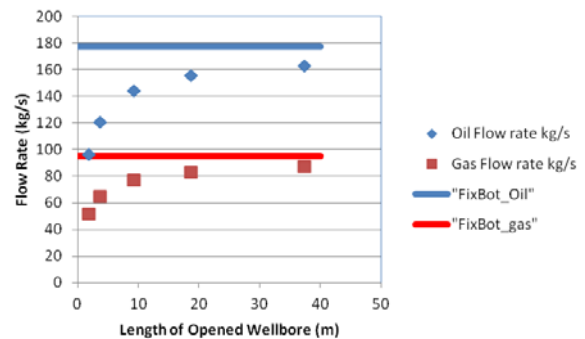 200
180
160
140
120
100
80
60
40
20
0
Flow Rate (kg/s)
0 10 20 30 40 50
Length of Opened Wellbore (m)
Oil Flow rate kg/s
Gas Flow rate kg/s
"FixBot_Oil"
"FixBot_gas"